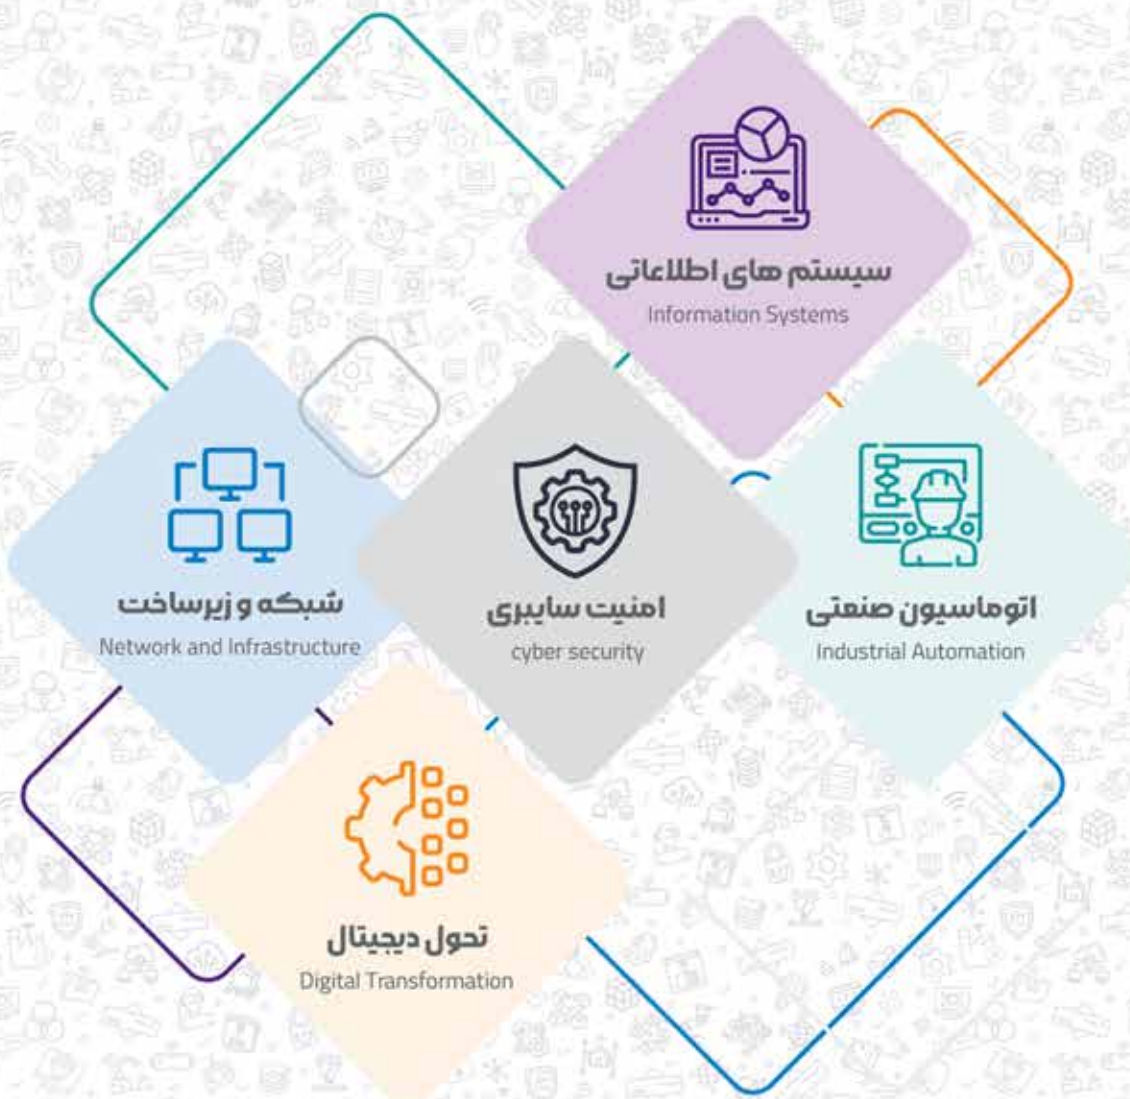 سیستم های اطلاعاتی
Information Systems
شبکه و زیرساخت
Network and Infrastructure
امنیت سایبری
cyber security
اتوماسیون صنعتی
Industrial Automation
تحول دیجیتال
Digital Transformation